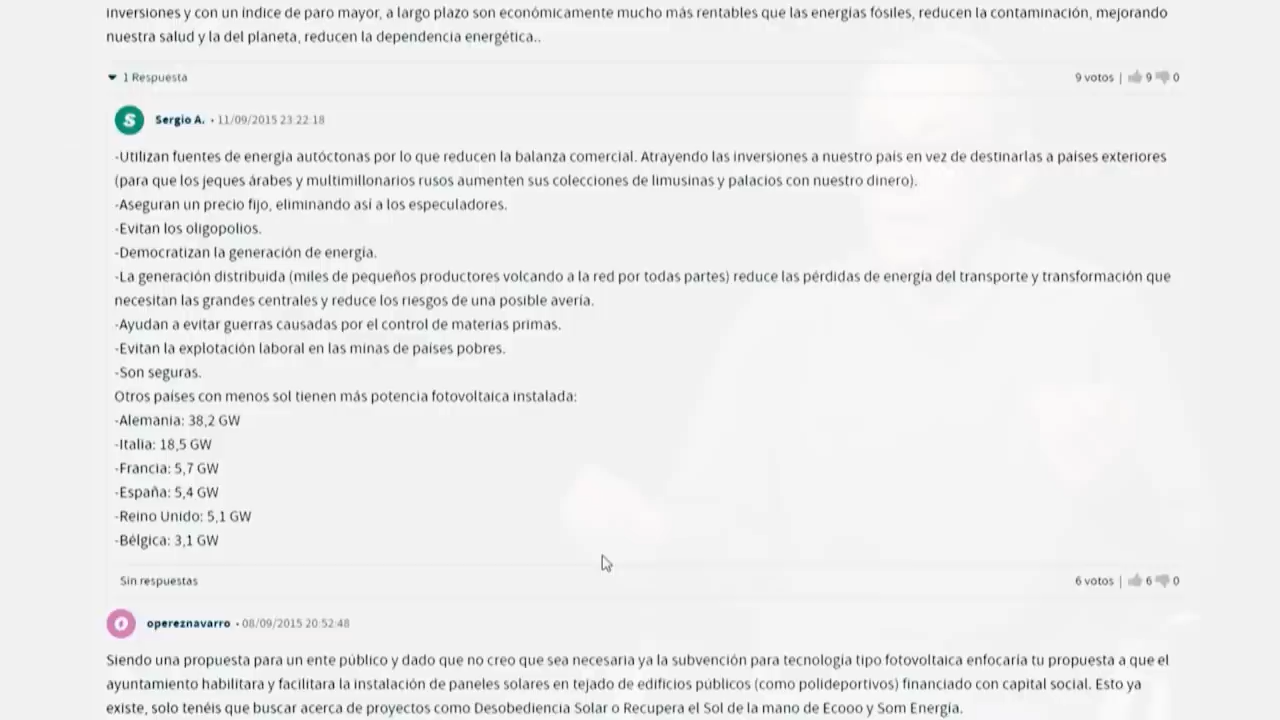 inversiones y con un índice de paro mayor, a largo plazo son económicamente mucho más rentables que las energías fósiles, reducen la contaminación, mejorando
nuestra salud y la del planeta, reducen la dependencia energética..
1 Respuesta
9 votos | 9 0
S Sergio A. • 11/09/2015 23:22:18
-Utilizan fuentes de energía autóctonas por lo que reducen la balanza comercial. Atrayendo las inversiones a nuestro país en vez de destinarlas a países exteriores
(para que los jeques árabes y multimillonarios rusos aumenten sus colecciones de limusinas y palacios con nuestro dinero).
-Aseguran un precio fijo, eliminando así a los especuladores.
-Evitan los oligopolios.
-Democratizan la generación de energía.
-La generación distribuida (miles de pequeños productores volcando a la red por todas partes) reduce las pérdidas de energía del transporte y transformación que
necesitan las grandes centrales y reduce los riesgos de una posible avería.
-Ayudan a evitar guerras causadas por el control de materias primas.
-Evitan la explotación laboral en las minas de países pobres.
-Son seguras.
Otros países con menos sol tienen más potencia fotovoltaica instalada:
-Alemania: 38,2 GW
-Italia: 18,5 GW
-Francia: 5,7 GW
-España: 5,4 GW
-Reino Unido: 5,1 GW
-Bélgica: 3,1 GW
Sin respuestas
6 votos | 6 0
O opereznavarro • 08/09/2015 20:52:48
Siendo una propuesta para un ente público y dado que no creo que sea necesaria ya la subvención para tecnología tipo fotovoltaica enfocaría tu propuesta a que el
ayuntamiento habilitara y facilitara la instalación de paneles solares en tejado de edificios públicos (como polideportivos) financiado con capital social. Esto ya
existe, solo tenéis que buscar acerca de proyectos como Desobediencia Solar o Recupera el Sol de la mano de Ecooo y Som Energía.